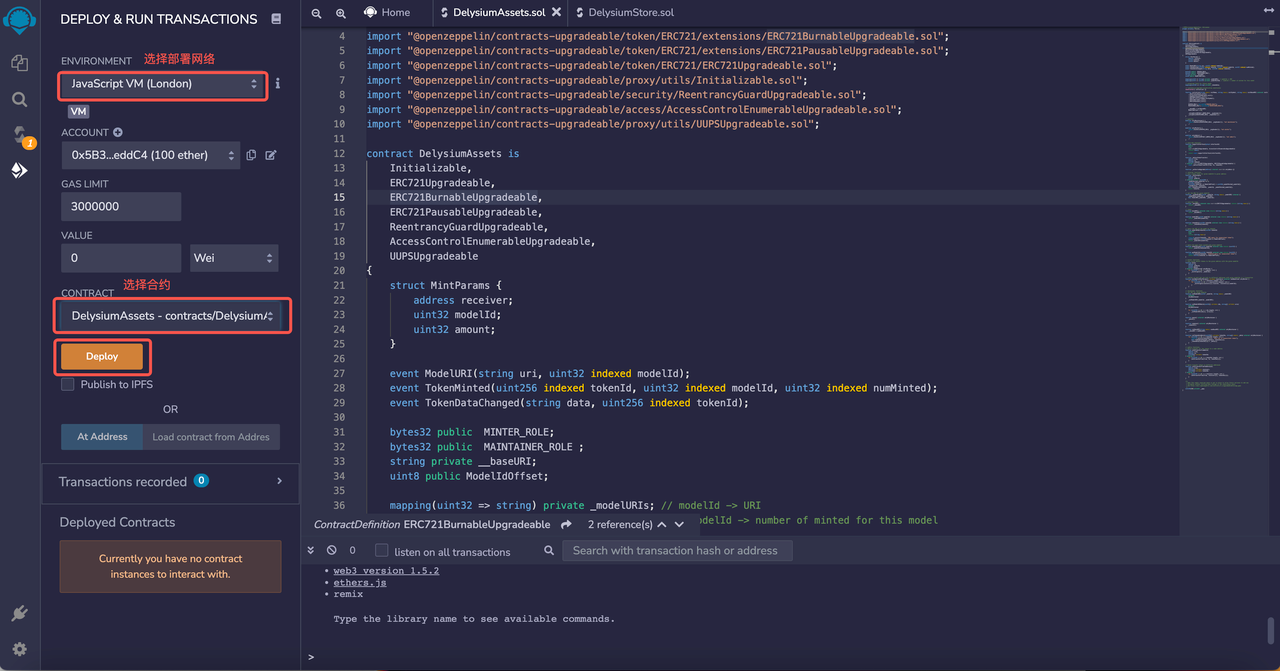 DEPLOY & RUN TRANSACTIONS
ENVIRONMENT 选择部署网络
JavaScript VM (London)
VM
ACCOUNT
0x5B3...eddC4 (100 ether)
GAS LIMIT
3000000
VALUE
0 Wei
CONTRACT 选择合约
DelysiumAssets - contracts/DelysiumA
Deploy
Publish to IPFS
OR
At Address Load contract from Addres
Transactions recorded 0
Deployed Contracts
Currently you have no contract
instances to interact with.
1
Home DelysiumAssets.sol DelysiumStore.sol
4 import "@openzeppelin/contracts-upgradeable/token/ERC721/extensions/ERC721BurnableUpgradeable.sol";
5 import "@openzeppelin/contracts-upgradeable/token/ERC721/extensions/ERC721PausableUpgradeable.sol";
6 import "@openzeppelin/contracts-upgradeable/token/ERC721/ERC721Upgradeable.sol";
7 import "@openzeppelin/contracts-upgradeable/proxy/utils/Initializable.sol";
8 import "@openzeppelin/contracts-upgradeable/security/ReentrancyGuardUpgradeable.sol";
9 import "@openzeppelin/contracts-upgradeable/access/AccessControlEnumerableUpgradeable.sol";
10 import "@openzeppelin/contracts-upgradeable/proxy/utils/UUPSUpgradeable.sol";
11
12 contract DelysiumAssets is
13 Initializable,
14 ERC721Upgradeable,
15 ERC721BurnableUpgradeable,
16 ERC721PausableUpgradeable,
17 ReentrancyGuardUpgradeable,
18 AccessControlEnumerableUpgradeable,
19 UUPSUpgradeable
20 {
21 struct MintParams {
22 address receiver;
23 uint32 modelId;
24 uint32 amount;
25 }
26
27 event ModelURI(string uri, uint32 indexed modelId);
28 event TokenMinted(uint256 indexed tokenId, uint32 indexed modelId, uint32 indexed numMinted);
29 event TokenDataChanged(string data, uint256 indexed tokenId);
30
31 bytes32 public MINTER_ROLE;
32 bytes32 public MAINTAINER_ROLE ;
33 string private __baseURI;
34 uint8 public ModelIdOffset;
35
36 mapping(uint32 => string) private _modelURIs; // modelId -> URI
ContractDefinition ERC721BurnableUpgradeable 2 reference(s) odelId -> number of minted for this model
0 listen on all transactions Search with transaction hash or address
• web3 version 1.5.2
• ethers.js
• remix
Type the library name to see available commands.
>